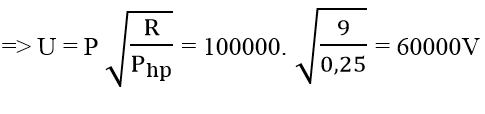 => U = P √(R/P_hp) = 100000. √(9/0,25) = 60000V